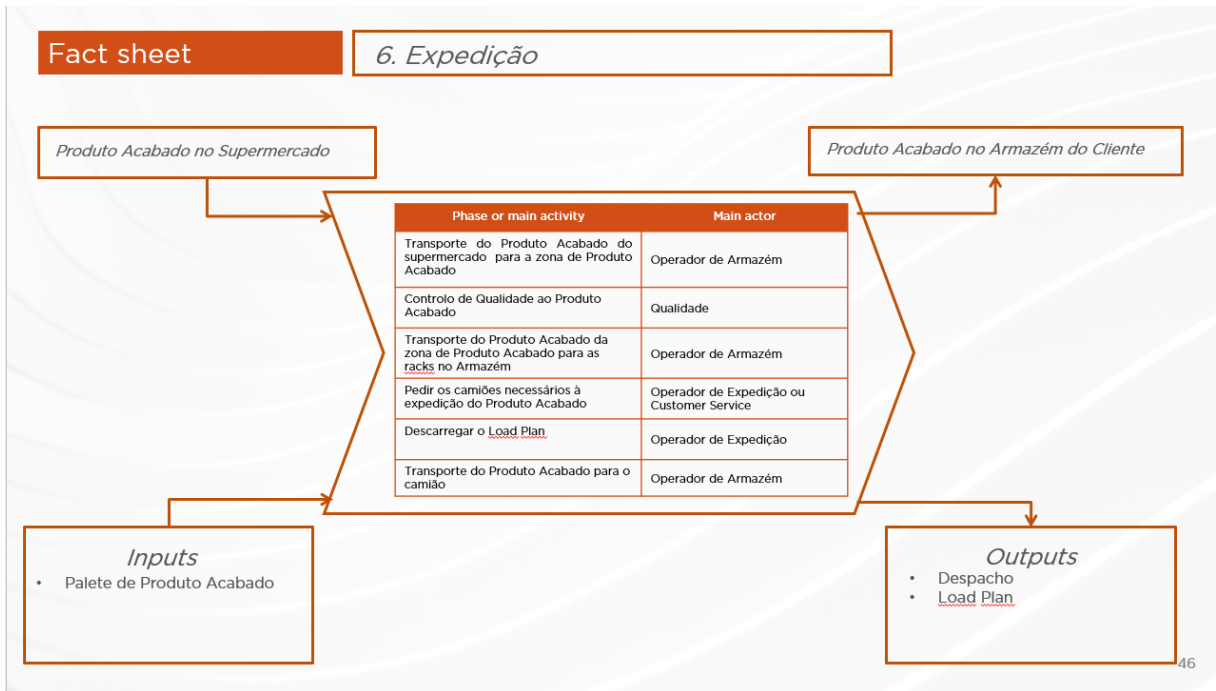 Fact sheet
6. Expedição
Produto Acabado no Supermercado
Produto Acabado no Armazém do Cliente
Phase or main activity
Main actor
Transporte do Produto Acabado do
supermercado para a zona de Produto
Acabado
Operador de Armazém
Controlo de Qualidade ao Produto
Acabado
Qualidade
Transporte do Produto Acabado da
zona de Produto Acabado para as
racks no Armazém
Operador de Armazém
Pedir os camiões necessários à
expedição do Produto Acabado
Operador de Expedição ou
Customer Service
Descarregar o Load Plan
Operador de Expedição
Transporte do Produto Acabado para o
camião
Operador de Armazém
Inputs
• Palete de Produto Acabado
Outputs
• Despacho
• Load Plan
46